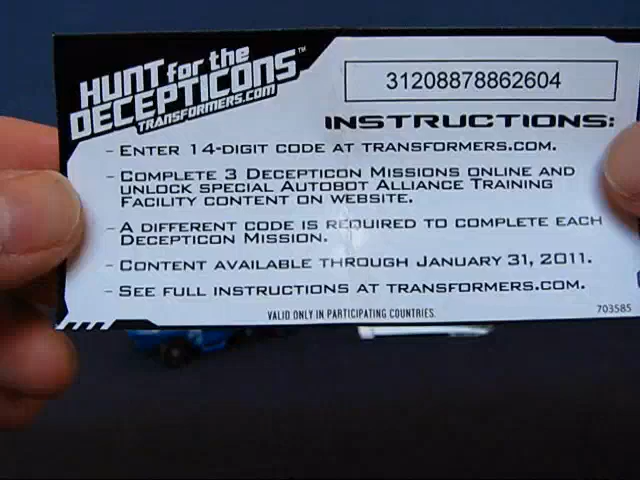 HUNT for the
DECEPTICONS™
TRANSFORMERS.COM
31208878862604
INSTRUCTIONS:
- ENTER 14-DIGIT CODE AT TRANSFORMERS.COM.
- COMPLETE 3 DECEPTICON MISSIONS ONLINE AND
UNLOCK SPECIAL AUTOBOT ALLIANCE TRAINING
FACILITY CONTENT ON WEBSITE.
- A DIFFERENT CODE IS REQUIRED TO COMPLETE EACH
DECEPTICON MISSION.
- CONTENT AVAILABLE THROUGH JANUARY 31, 2011.
- SEE FULL INSTRUCTIONS AT TRANSFORMERS.COM.
VALID ONLY IN PARTICIPATING COUNTRIES.
703585